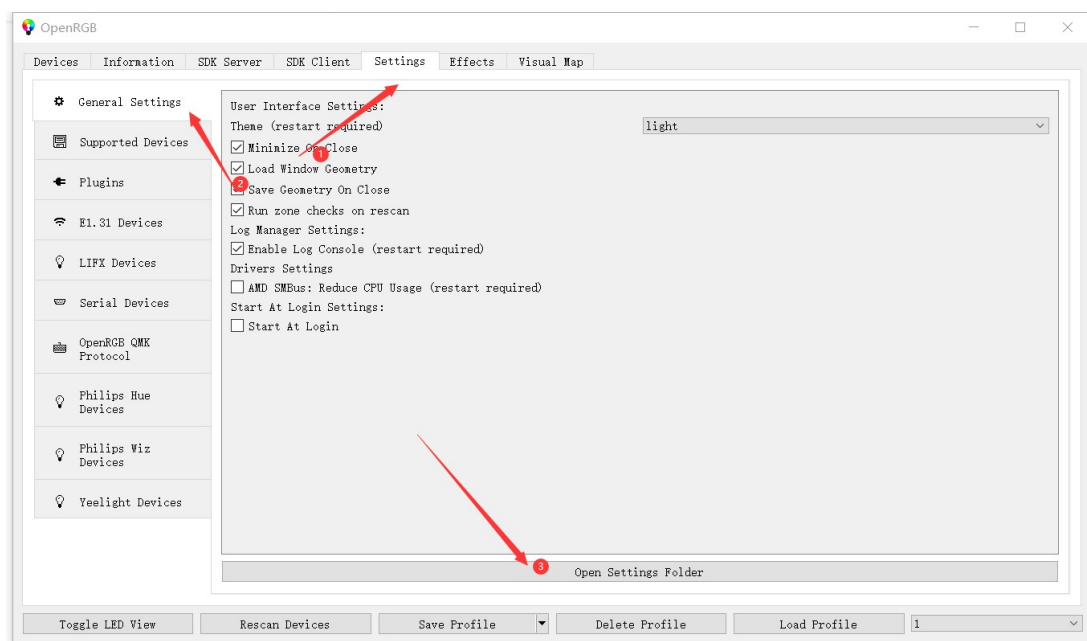 OpenRGB
Devices Information SDK Server SDK Client Settings Effects Visual Map
General Settings
Supported Devices
Plugins
E1.31 Devices
LIFX Devices
Serial Devices
OpenRGB QMK
Protocol
Philips Hue
Devices
Philips Wiz
Devices
Yeelight Devices
User Interface Settings:
Theme (restart required)
light
Minimize On Close
1
Load Window Geometry
2
Save Geometry On Close
Run zone checks on rescan
Log Manager Settings:
Enable Log Console (restart required)
Drivers Settings
AMD SMBus: Reduce CPU Usage (restart required)
Start At Login Settings:
Start At Login
3
Open Settings Folder
Toggle LED View Rescan Devices Save Profile Delete Profile Load Profile 1